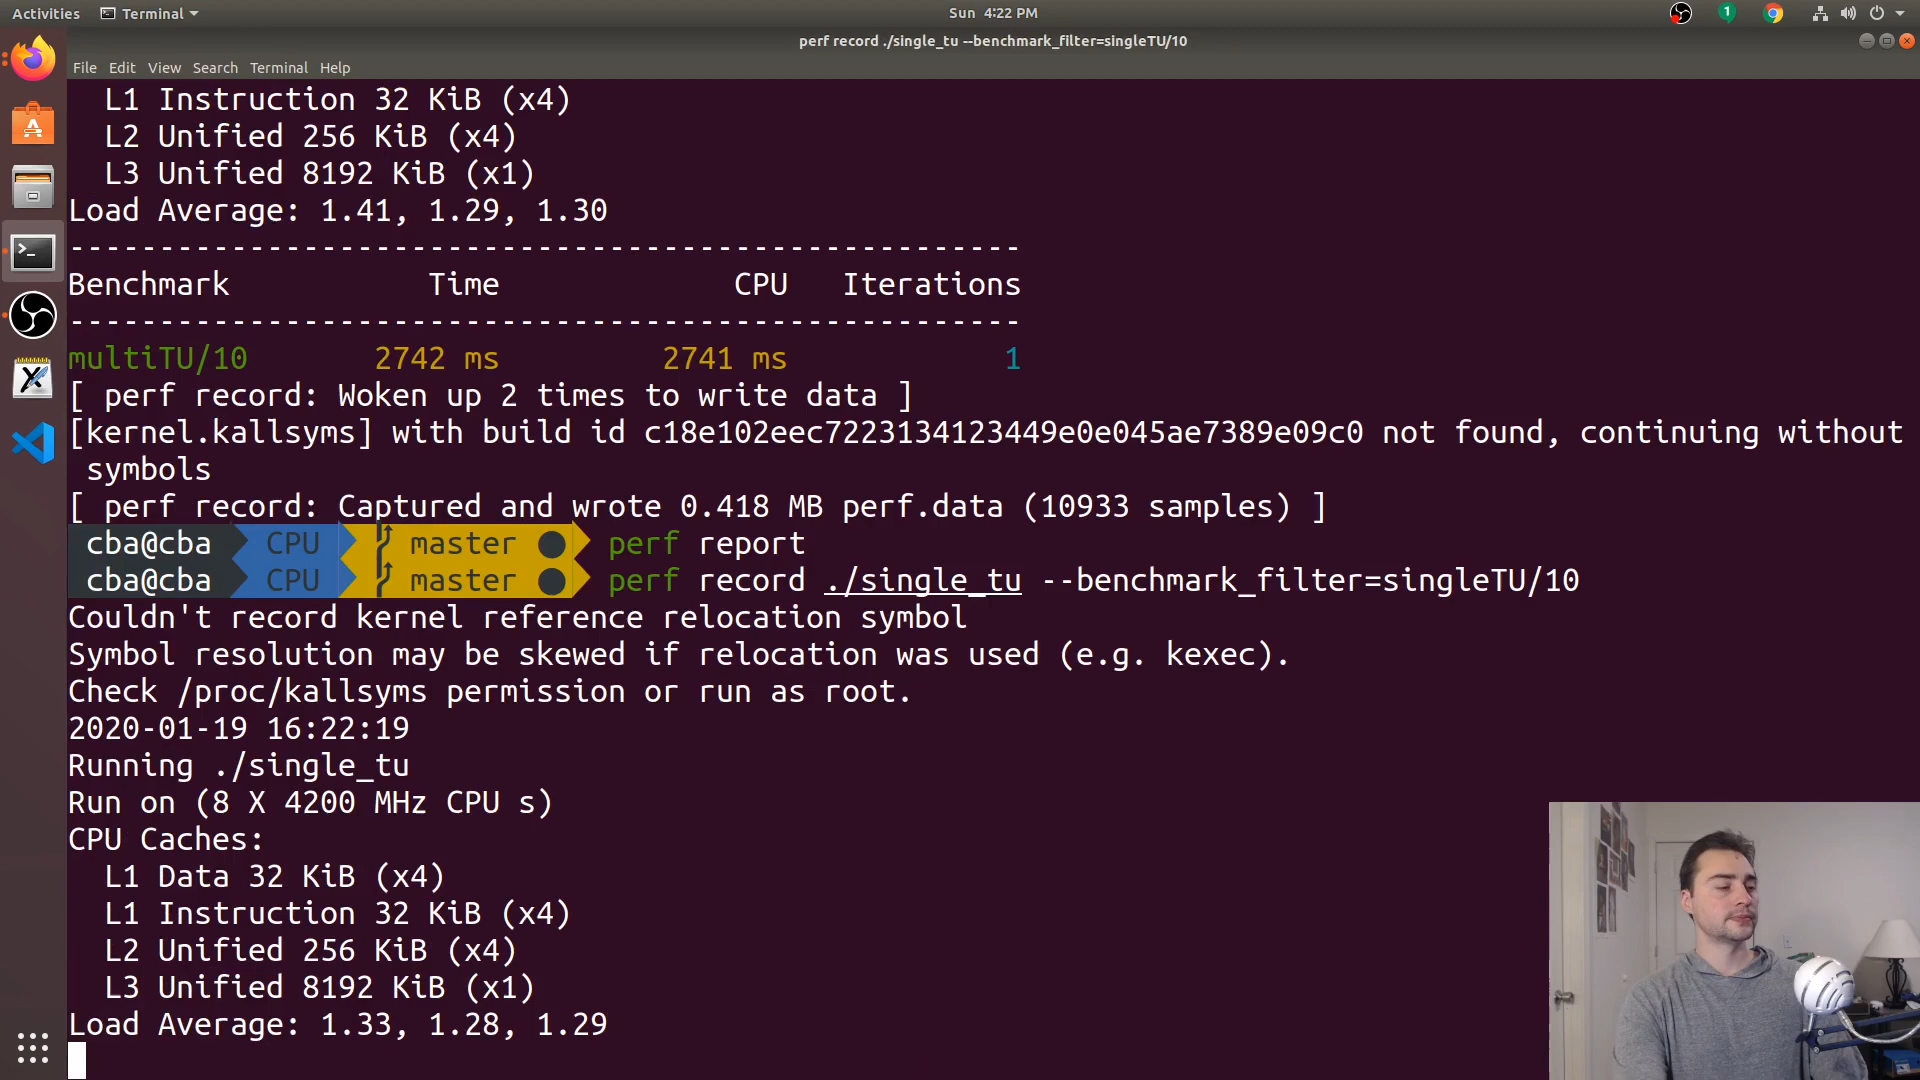 Activities Terminal Sun 4:22 PM 1
perf record ./single_tu --benchmark_filter=singleTU/10
File Edit View Search Terminal Help
L1 Instruction 32 KiB (x4)
L2 Unified 256 KiB (x4)
L3 Unified 8192 KiB (x1)
Load Average: 1.41, 1.29, 1.30
-----------------------------------------------------
Benchmark Time CPU Iterations
-----------------------------------------------------
multiTU/10 2742 ms 2741 ms 1
[ perf record: Woken up 2 times to write data ]
[kernel.kallsyms] with build id c18e102eec7223134123449e0e045ae7389e09c0 not found, continuing without
symbols
[ perf record: Captured and wrote 0.418 MB perf.data (10933 samples) ]
cba@cba CPU master ● perf report
cba@cba CPU master ● perf record ./single_tu --benchmark_filter=singleTU/10
Couldn't record kernel reference relocation symbol
Symbol resolution may be skewed if relocation was used (e.g. kexec).
Check /proc/kallsyms permission or run as root.
2020-01-19 16:22:19
Running ./single_tu
Run on (8 X 4200 MHz CPU s)
CPU Caches:
L1 Data 32 KiB (x4)
L1 Instruction 32 KiB (x4)
L2 Unified 256 KiB (x4)
L3 Unified 8192 KiB (x1)
Load Average: 1.33, 1.28, 1.29